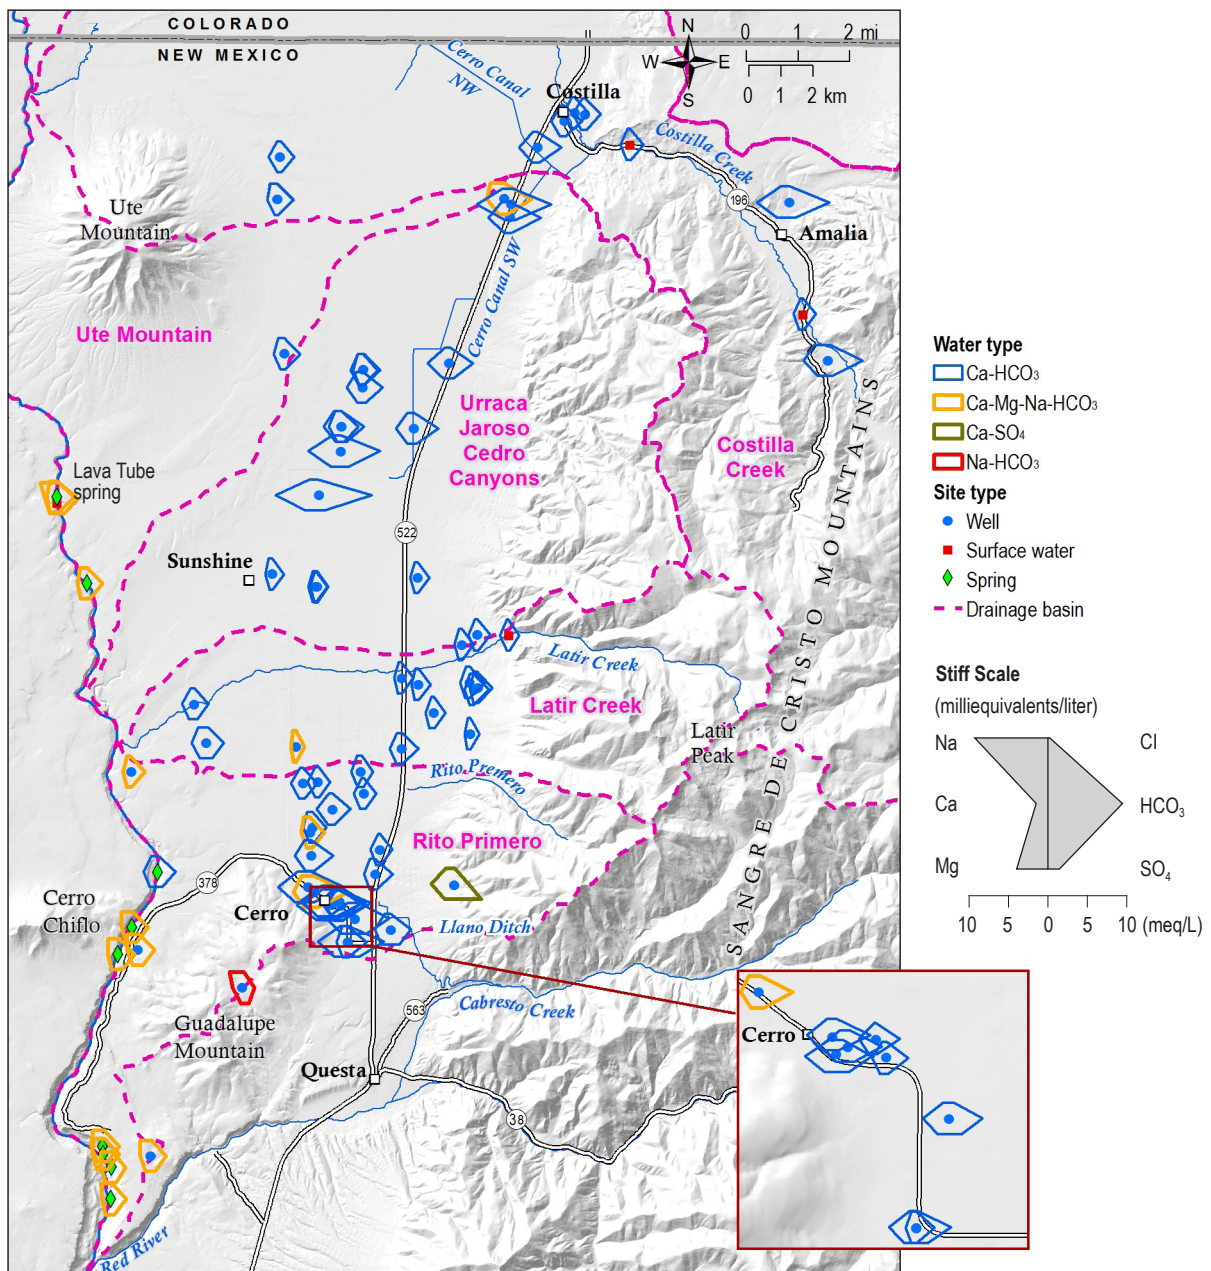 COLORADO
NEW MEXICO
N
W
E
S
0 1 2 mi
0 1 2 km
Cerro Canal
NW
Costilla
Costilla
Creek
196
Amalia
Ute
Mountain
Cerro Canal SW
Ute Mountain
Urraca
Jaroso
Cedro
Canyons
Costilla
Creek
Lava Tube
spring
522
Sunshine
SANGRE DE CRISTO MOUNTAINS
Latir Creek
Latir Creek
Latir
Peak
Rito Premero
Rito Primero
378
Cerro
Chiflo
Cerro
Llano Ditch
Guadalupe
Mountain
563
Cabresto Creek
Questa
38
Red River
Cerro
Water type
Ca-HCO₃
Ca-Mg-Na-HCO₃
Ca-SO₄
Na-HCO₃
Site type
Well
Surface water
Spring
Drainage basin
Stiff Scale
(milliequivalents/liter)
Na Cl
Ca HCO₃
Mg SO₄
10 5 0 5 10 (meq/L)